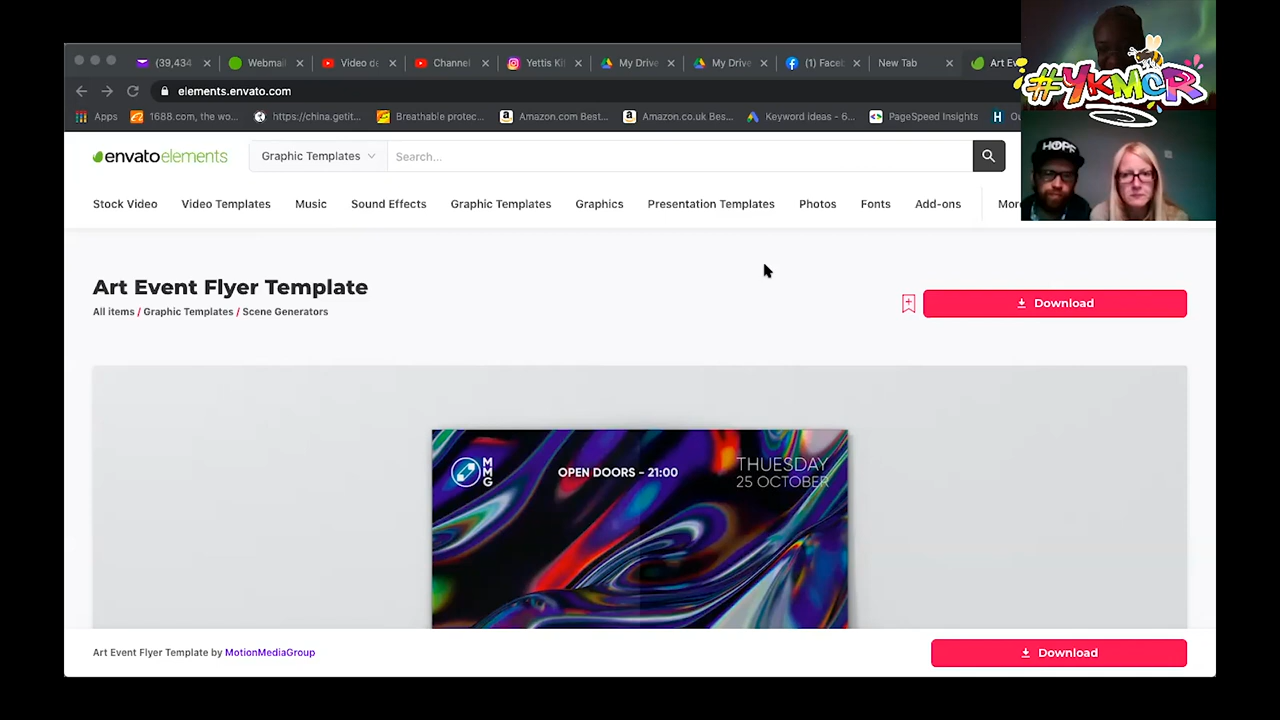 (39,434
Webmail
Video de
Channel
Yettis Ki
My Drive
My Drive
(1) Faceb
New Tab
Art Ev
elements.envato.com
Apps
1688.com, the wo...
https://china.getit...
Breathable protec...
Amazon.com Best...
Amazon.co.uk Bes...
Keyword ideas - 6...
PageSpeed Insights
#YKMCR
HOPE
envatoelements
Graphic Templates
Search...
Stock Video
Video Templates
Music
Sound Effects
Graphic Templates
Graphics
Presentation Templates
Photos
Fonts
Add-ons
More
Art Event Flyer Template
All items / Graphic Templates / Scene Generators
Download
MMG
OPEN DOORS - 21:00
THUESDAY
25 OCTOBER
Art Event Flyer Template by MotionMediaGroup
Download